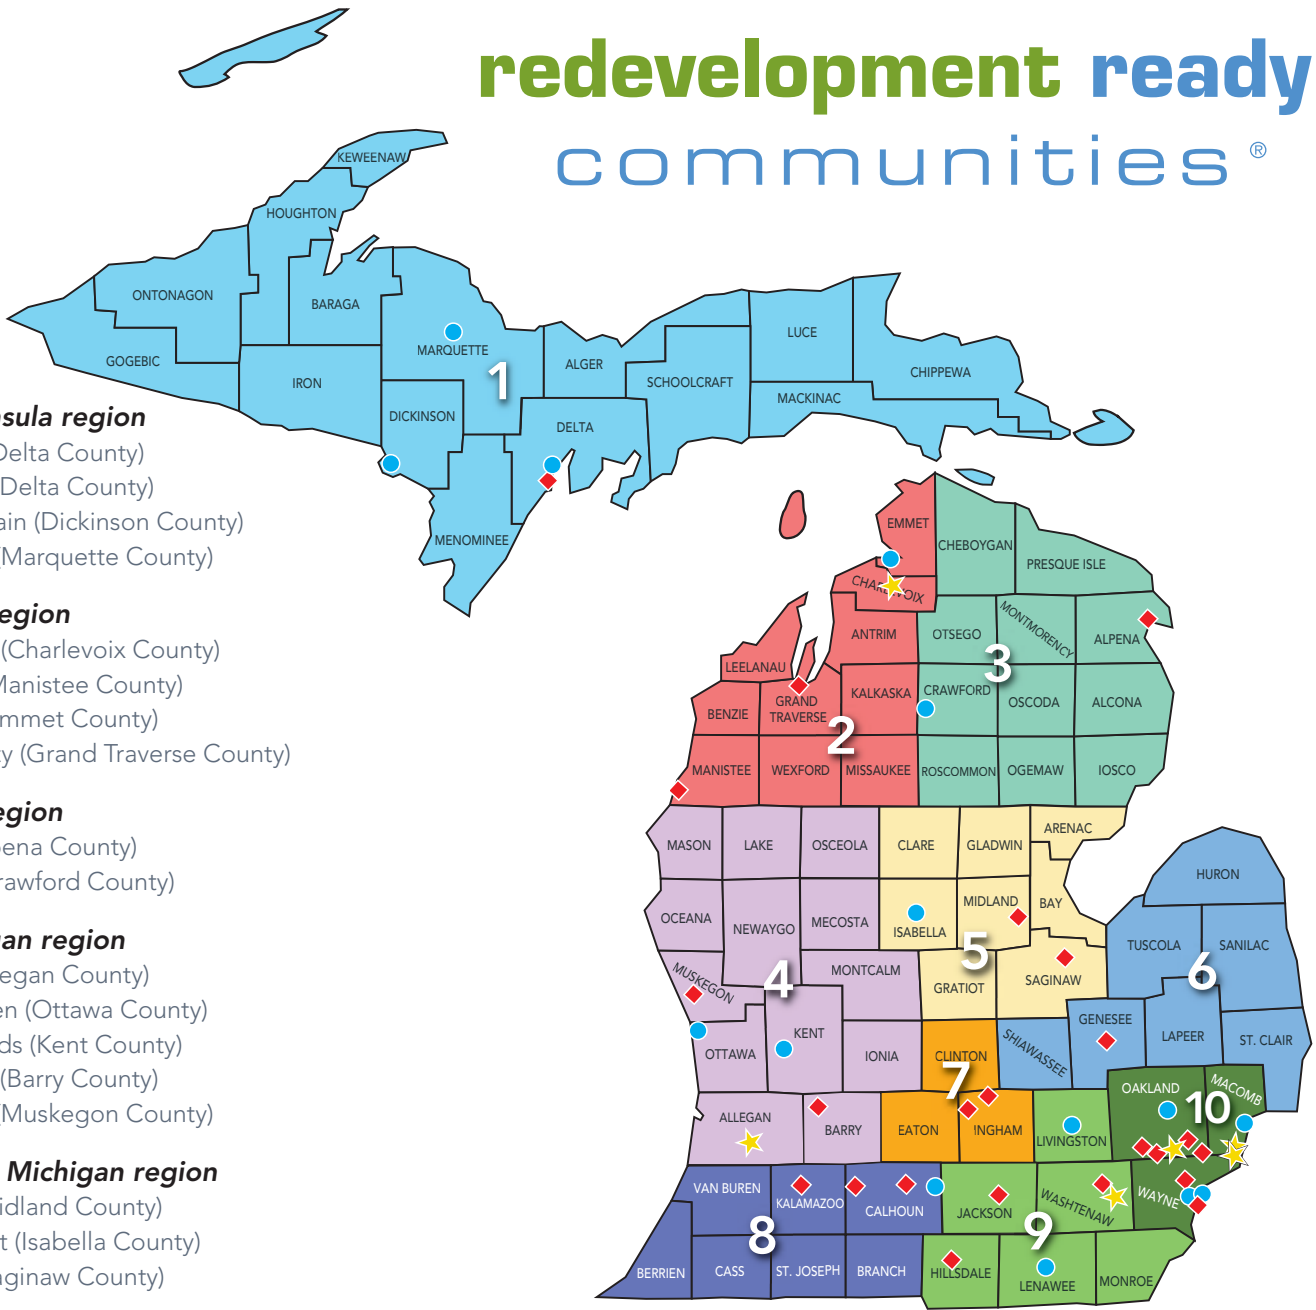 redevelopment ready
communities®
KEWEENAW
HOUGHTON
ONTONAGON
BARAGA
GOGEBIC
IRON
MARQUETTE
1
DICKINSON
ALGER
DELTA
SCHOOLCRAFT
LUCE
CHIPPEWA
MACKINAC
MENOMINEE
sula region
Delta County)
Delta County)
ain (Dickinson County)
(Marquette County)
egion
(Charlevoix County)
Manistee County)
mmet County)
ty (Grand Traverse County)
egion
ena County)
rawford County)
an region
egan County)
en (Ottawa County)
ds (Kent County)
(Barry County)
(Muskegon County)
Michigan region
idland County)
t (Isabella County)
ginaw County)
EMMET
CHEBOYGAN
PRESQUE ISLE
CHARLEVOIX
ANTRIM
OTSEGO
MONTMORENCY
ALPENA
3
LEELANAU
KALKASKA
CRAWFORD
OSCODA
ALCONA
BENZIE
GRAND
TRAVERSE
2
MANISTEE
WEXFORD
MISSAUKEE
ROSCOMMON
OGEMAW
IOSCO
MASON
LAKE
OSCEOLA
CLARE
GLADWIN
ARENAC
HURON
OCEANA
NEWAYGO
MECOSTA
ISABELLA
MIDLAND
BAY
5
TUSCOLA
SANILAC
6
MUSKEGON
4
MONTCALM
GRATIOT
SAGINAW
OTTAWA
KENT
IONIA
CLINTON
SHIAWASSEE
GENESEE
LAPEER
ST. CLAIR
7
ALLEGAN
BARRY
EATON
INGHAM
LIVINGSTON
OAKLAND
MACOMB
10
VAN BUREN
KALAMAZOO
CALHOUN
JACKSON
WASHTENAW
WAYNE
8
9
BERRIEN
CASS
ST. JOSEPH
BRANCH
HILLSDALE
LENAWEE
MONROE